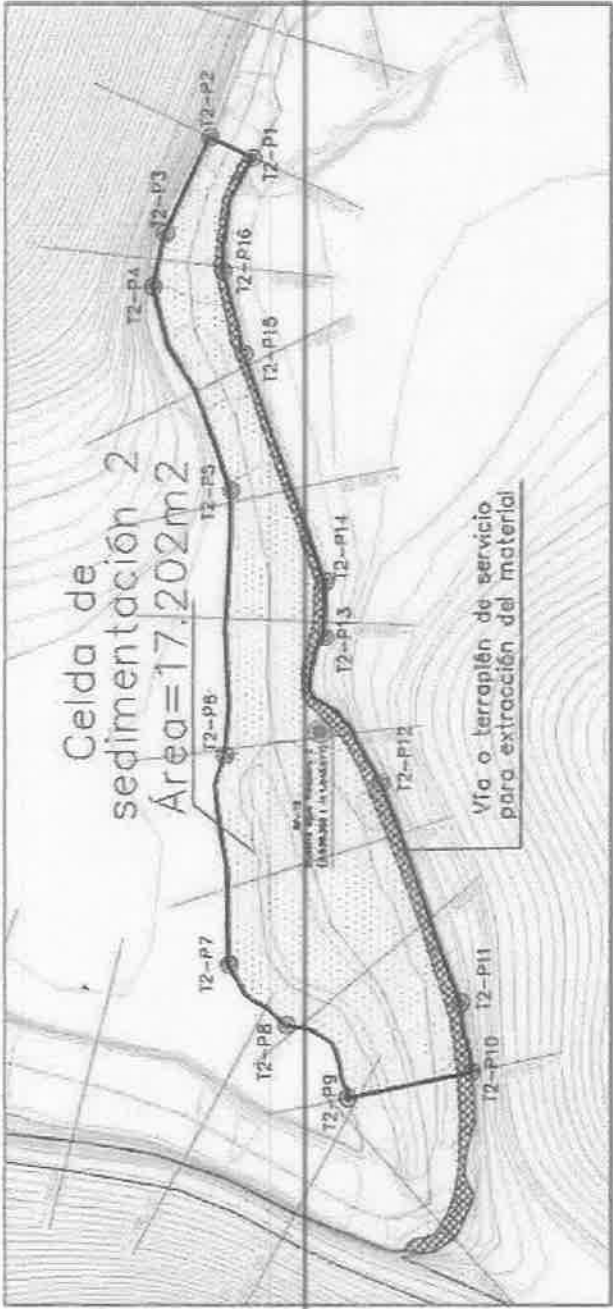 Celda de
sedimentación 2
Área=17.202m2
T2-P1
T2-P2
T2-P3
T2-P4
T2-P5
T2-P6
T2-P7
T2-P8
T2-P9
T2-P10
T2-P11
T2-P12
T2-P13
T2-P14
T2-P15
T2-P16
Vía o terraplén de servicio
para extracción del material